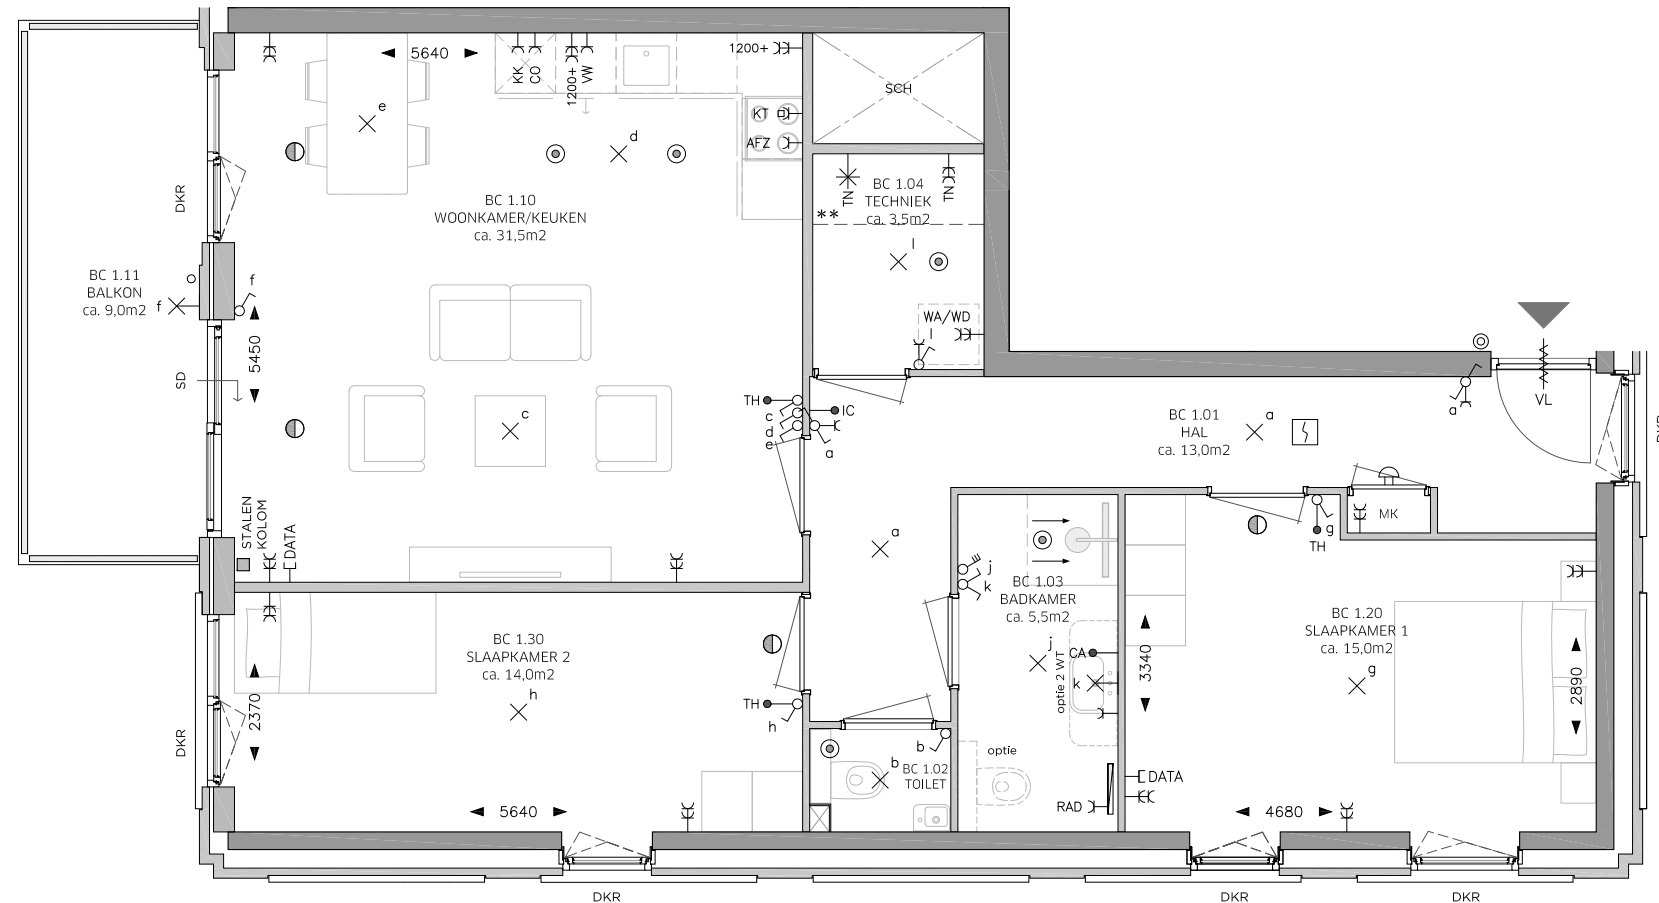 5640
KK
CO
1200+
VW
1200+
SCH
e
d
KT
AFZ
DKR
BC 1.10
WOONKAMER/KEUKEN
ca. 31,5m2
BC 1.04
TECHNIEK
ca. 3,5m2
TN
TN
**
l
BC 1.11
BALKON
ca. 9,0m2
f
f
5450
SD
WA/WD
l
c
TH
c
d
e
IC
a
BC 1.01
HAL
ca. 13,0m2
a
a
VL
DKR
STALEN
KOLOM
DATA
a
MK
g
TH
j
k
BC 1.03
BADKAMER
ca. 5,5m2
j
CA
k
optie 2 WT
3340
BC 1.20
SLAAPKAMER 1
ca. 15,0m2
g
2890
BC 1.30
SLAAPKAMER 2
ca. 14,0m2
h
2370
DKR
TH
h
b
b
BC 1.02
TOILET
optie
RAD
DATA
5640
4680
DKR
DKR
DKR